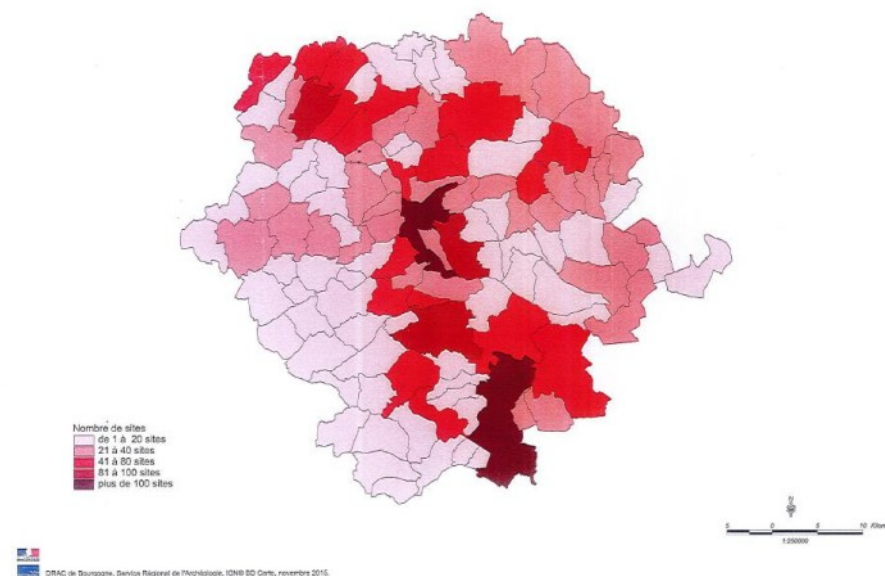 Nombre de sites
de 1 à 20 sites
21 à 40 sites
41 à 80 sites
81 à 100 sites
plus de 100 sites
N
5 0 5 10
1:250000
DRAC de Bourgogne, Service Régional de l'Archéologie, IGN® BD Carto, novembre 2015.